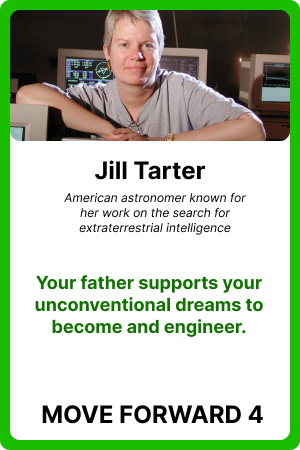 Jill Tarter
American astronomer known for
her work on the search for
extraterrestrial intelligence
Your father supports your
unconventional dreams to
become and engineer.
MOVE FORWARD 4